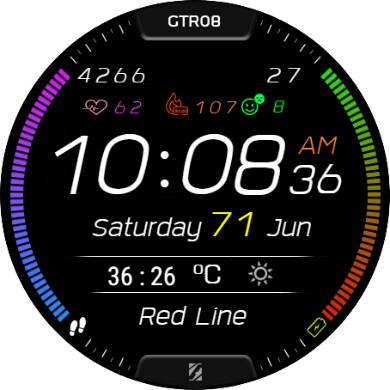 GTR08
4266 27
62 107 8
10:08 AM
36
Saturday 71 Jun
36:26 ºC
Red Line